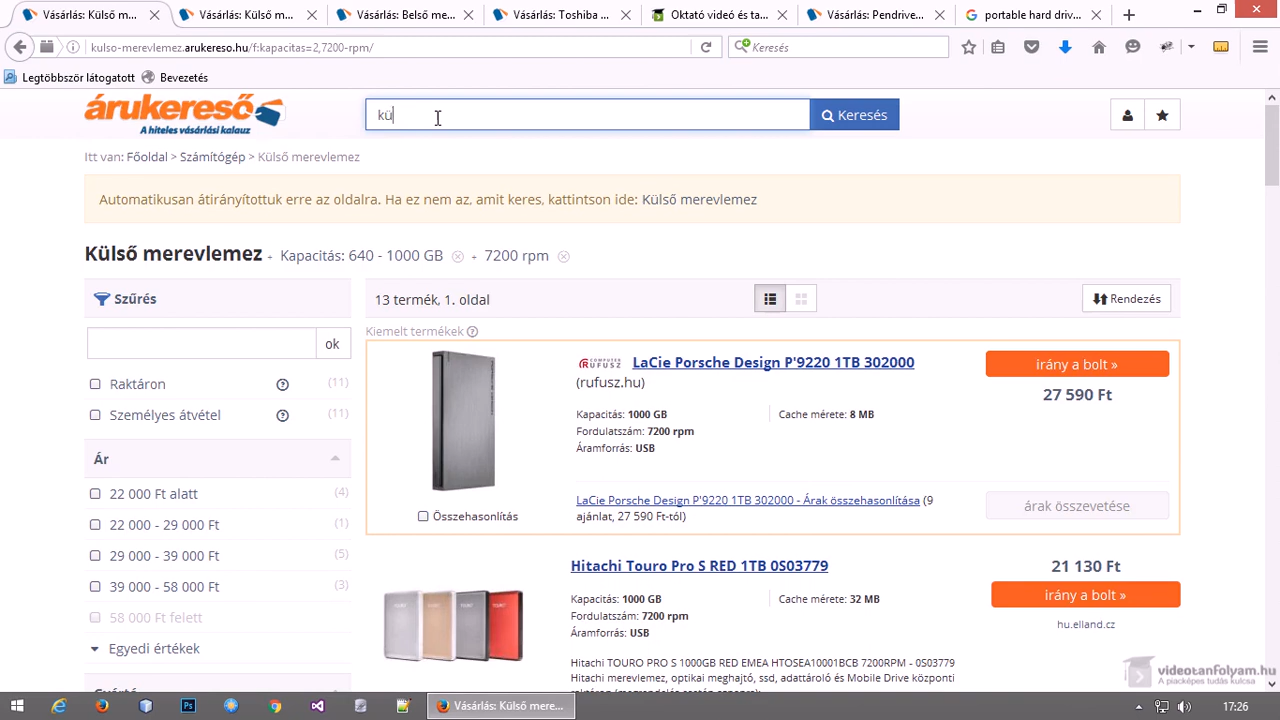 Vásárlás: Külső m...
Vásárlás: Külső m...
Vásárlás: Belső me...
Vásárlás: Toshiba ...
Oktató videó és ta...
Vásárlás: Pendrive...
portable hard driv...
kulso-merevlemez.arukereso.hu/f:kapacitas=2,7200-rpm/
Keresés
Legtöbbször látogatott
Bevezetés
árukereső
A hiteles vásárlási kalauz
kü
Keresés
Itt van: Főoldal > Számítógép > Külső merevlemez
Automatikusan átirányítottuk erre az oldalra. Ha ez nem az, amit keres, kattintson ide: Külső merevlemez
Külső merevlemez - Kapacitás: 640 - 1000 GB + 7200 rpm
Szűrés
13 termék, 1. oldal
Rendezés
ok
Kiemelt termékek
Raktáron (11)
Személyes átvétel (11)
Ár
22 000 Ft alatt (4)
22 000 - 29 000 Ft (1)
29 000 - 39 000 Ft (5)
39 000 - 58 000 Ft (3)
58 000 Ft felett
Egyedi értékek
COMPUTER RUFUSZ
LaCie Porsche Design P'9220 1TB 302000
(rufusz.hu)
Kapacitás: 1000 GB
Cache mérete: 8 MB
Fordulatszám: 7200 rpm
Áramforrás: USB
irány a bolt »
27 590 Ft
LaCie Porsche Design P'9220 1TB 302000 - Árak összehasonlítása (9
ajánlat, 27 590 Ft-tól)
árak összevetése
Összehasonlítás
Hitachi Touro Pro S RED 1TB 0S03779
21 130 Ft
Kapacitás: 1000 GB
Cache mérete: 32 MB
Fordulatszám: 7200 rpm
Áramforrás: USB
irány a bolt »
hu.elland.cz
Hitachi TOURO PRO S 1000GB RED EMEA HTOSEA10001BCB 7200RPM - 0S03779
Hitachi merevlemez, optikai meghajtó, ssd, adattároló és Mobile Drive központi
videotanfolyam.hu
A piacképes tudás kulcsa
Vásárlás: Külső mere...
17:26